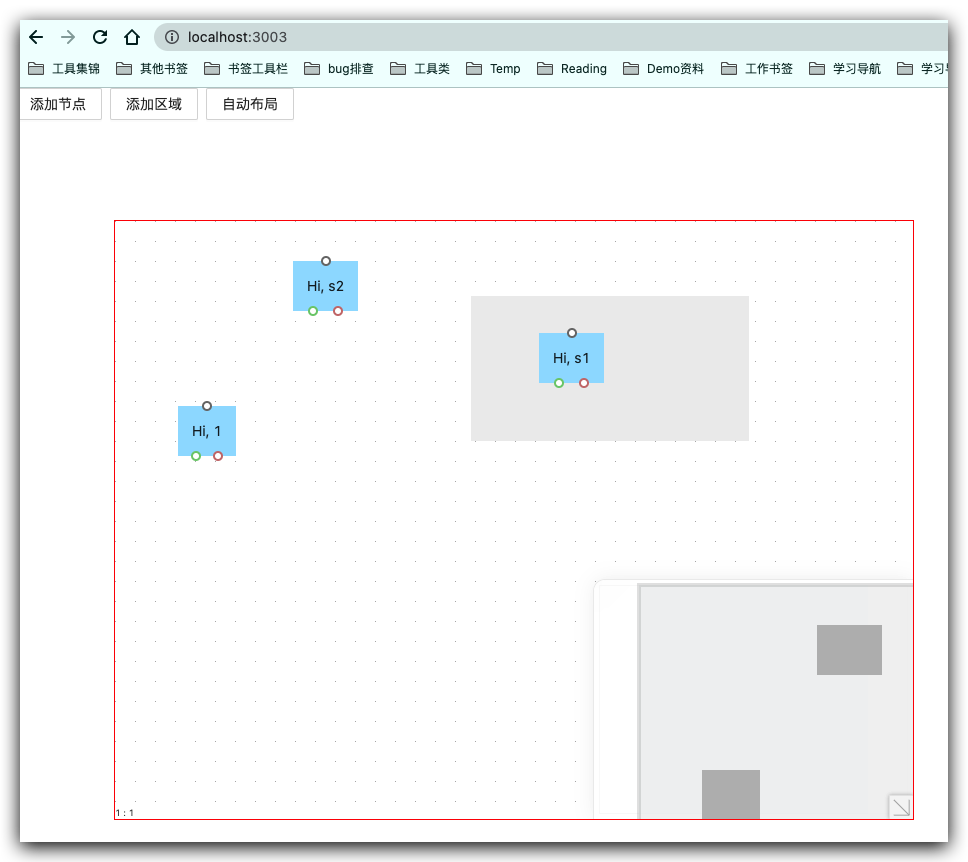 localhost:3003
工具集锦 其他书签 书签工具栏 bug排查 工具类 Temp Reading Demo资料 工作书签 学习导航 学习
添加节点 添加区域 自动布局
Hi, s2
Hi, s1
Hi, 1
1 : 1